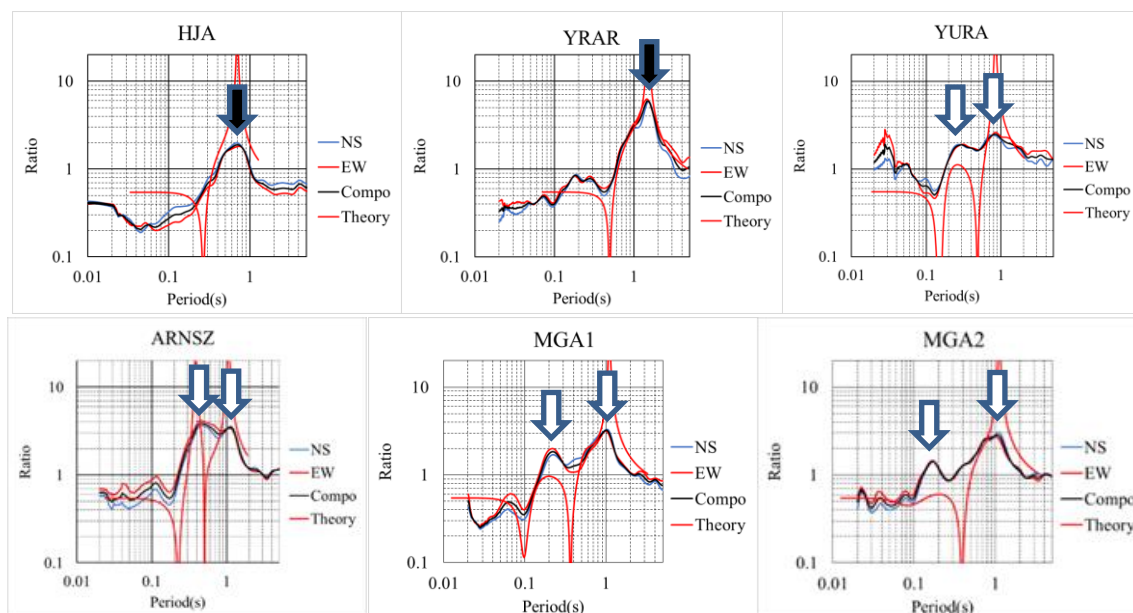 HJA
10
1
0.1
Ratio
0.01
0.1
1
Period(s)
NS
EW
Compo
Theory
YRAR
10
1
0.1
Ratio
0.01
0.1
1
Period(s)
NS
EW
Compo
Theory
YURA
10
1
0.1
Ratio
0.01
0.1
1
Period(s)
NS
EW
Compo
Theory
ARNSZ
10
1
0.1
Ratio
0.01
0.1
1
Period(s)
NS
EW
Compo
Theory
MGA1
10
1
0.1
Ratio
0.01
0.1
1
Period(s)
NS
EW
Compo
Theory
MGA2
10
1
0.1
Ratio
0.01
0.1
1
Period(s)
NS
EW
Compo
Theory